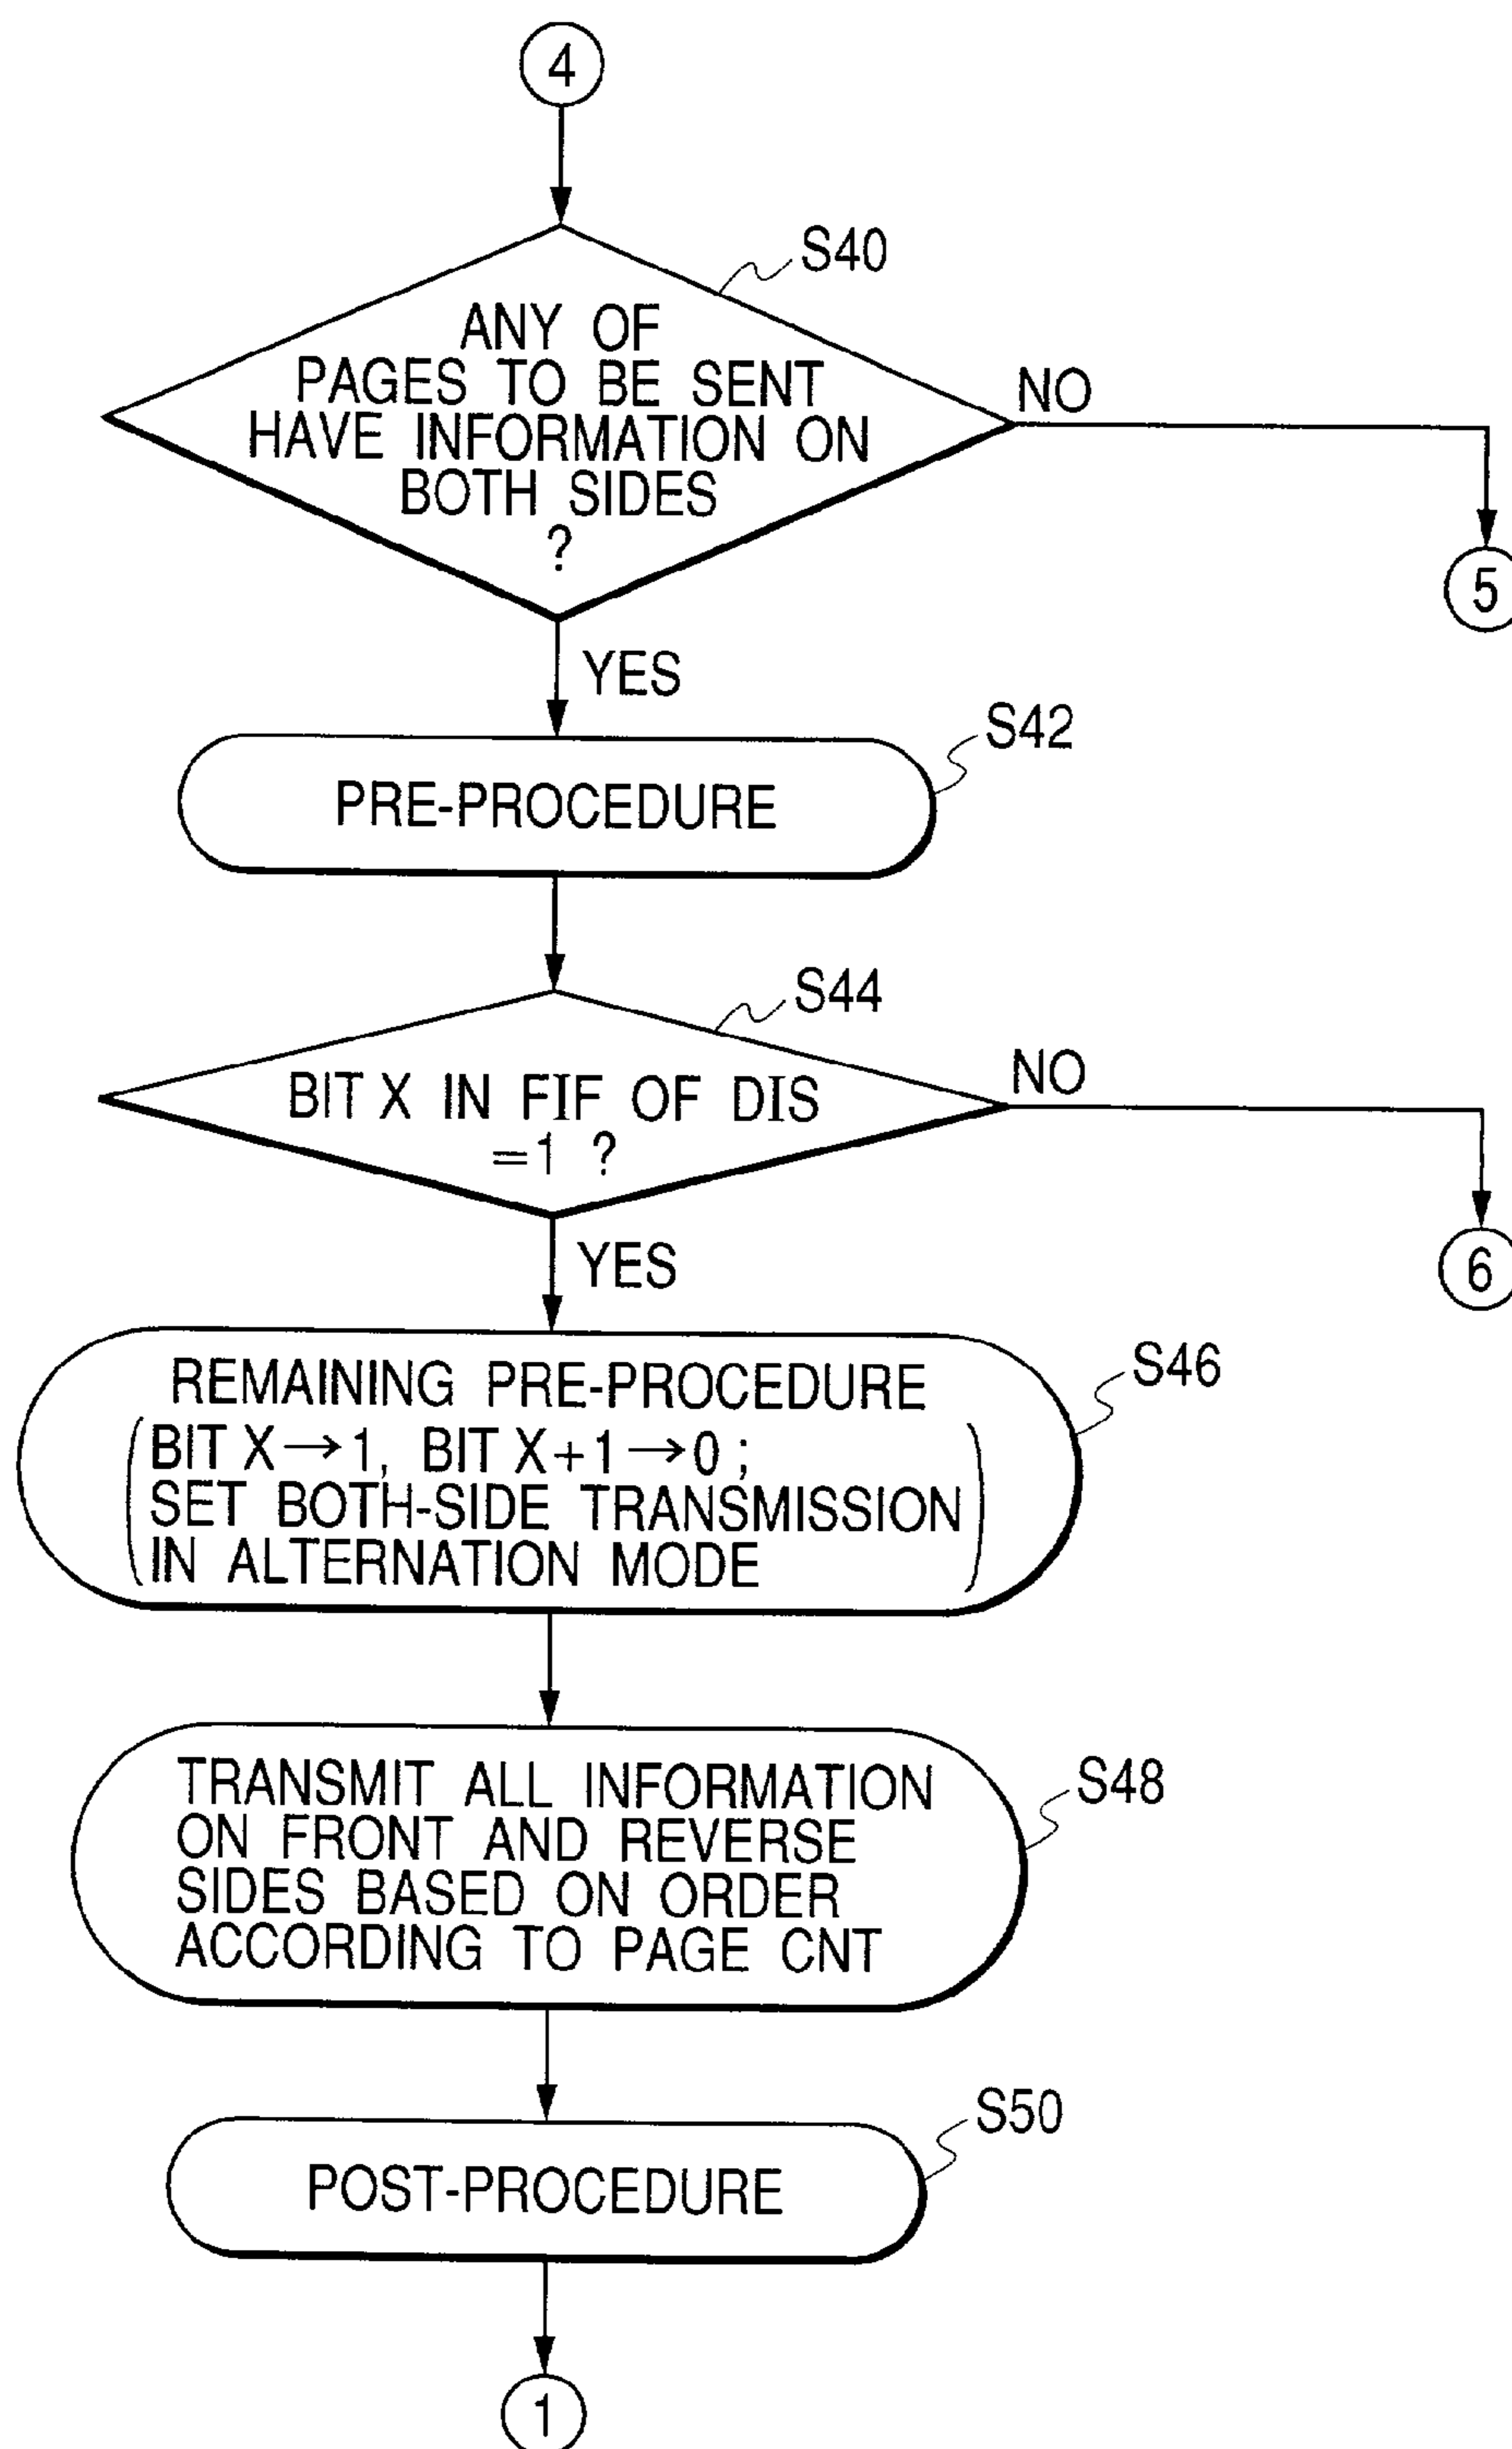 4
S40
ANY OF
PAGES TO BE SENT
HAVE INFORMATION ON
BOTH SIDES
?
NO
5
YES
S42
PRE-PROCEDURE
S44
BIT X IN FIF OF DIS
=1 ?
NO
6
YES
S46
REMAINING PRE-PROCEDURE
(BIT X→1, BIT X+1→0 ;
SET BOTH-SIDE TRANSMISSION
IN ALTERNATION MODE)
S48
TRANSMIT ALL INFORMATION
ON FRONT AND REVERSE
SIDES BASED ON ORDER
ACCORDING TO PAGE CNT
S50
POST-PROCEDURE
1